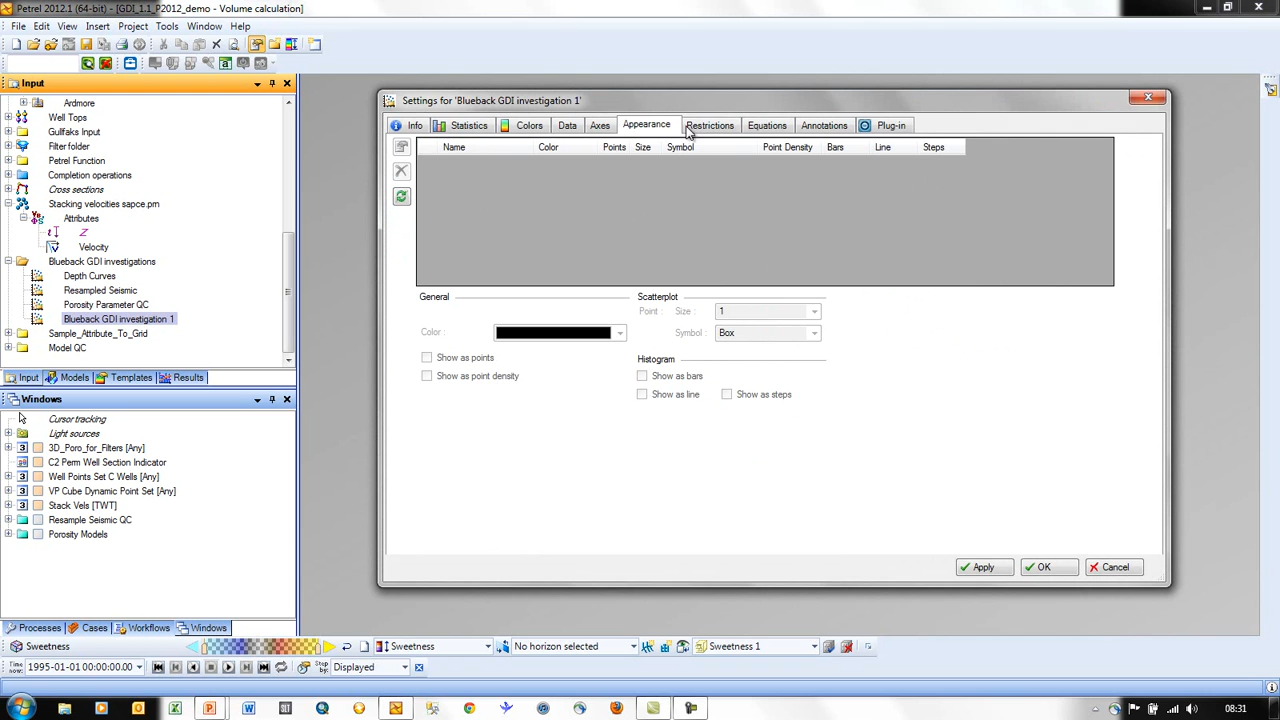 Petrel 2012.1 (64-bit) - [GDI_1.1_P2012_demo - Volume calculation]
File Edit View Insert Project Tools Window Help
Input
Ardmore
Well Tops
Gullfaks Input
Filter folder
Petrel Function
Completion operations
Cross sections
Stacking velocities sapce.pm
Attributes
Z
Velocity
Blueback GDI investigations
Depth Curves
Resampled Seismic
Porosity Parameter QC
Blueback GDI investigation 1
Sample_Attribute_To_Grid
Model QC
Input Models Templates Results
Windows
Cursor tracking
Light sources
3D_Poro_for_Filters [Any]
C2 Perm Well Section Indicator
Well Points Set C Wells [Any]
VP Cube Dynamic Point Set [Any]
Stack Vels [TWT]
Resample Seismic QC
Porosity Models
Processes Cases Workflows Windows
Settings for 'Blueback GDI investigation 1'
Info Statistics Colors Data Axes Appearance Restrictions Equations Annotations Plug-in
Name Color Points Size Symbol Point Density Bars Line Steps
General
Color :
Show as points
Show as point density
Scatterplot
Point : Size : 1
Symbol : Box
Histogram
Show as bars
Show as line Show as steps
Apply OK Cancel
Sweetness Sweetness No horizon selected Sweetness 1
Time now: 1995-01-01 00:00:00.00 Step by: Displayed
08:31